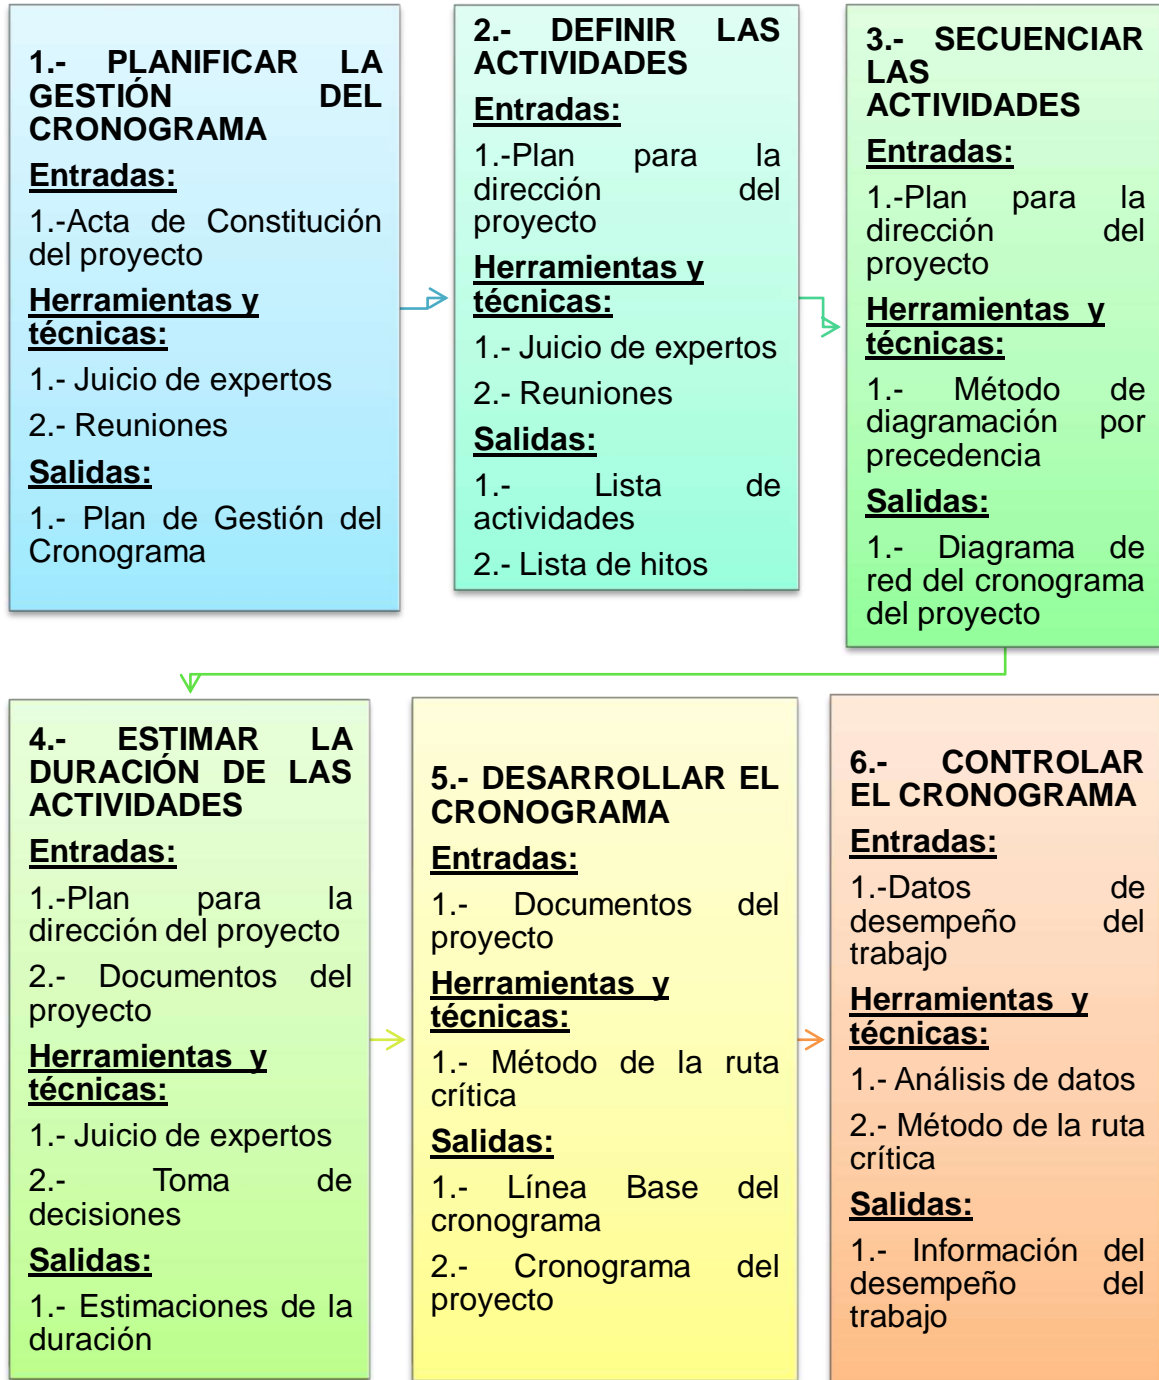 1.- PLANIFICAR LA
GESTIÓN DEL
CRONOGRAMA
Entradas:
1.-Acta de Constitución
del proyecto
Herramientas y
técnicas:
1.- Juicio de expertos
2.- Reuniones
Salidas:
1.- Plan de Gestión del
Cronograma
2.- DEFINIR LAS
ACTIVIDADES
Entradas:
1.-Plan para la
dirección del
proyecto
Herramientas y
técnicas:
1.- Juicio de expertos
2.- Reuniones
Salidas:
1.- Lista de
actividades
2.- Lista de hitos
3.- SECUENCIAR
LAS
ACTIVIDADES
Entradas:
1.-Plan para la
dirección del
proyecto
Herramientas y
técnicas:
1.- Método de
diagramación por
precedencia
Salidas:
1.- Diagrama de
red del cronograma
del proyecto
4.- ESTIMAR LA
DURACIÓN DE LAS
ACTIVIDADES
Entradas:
1.-Plan para la
dirección del proyecto
2.- Documentos del
proyecto
Herramientas y
técnicas:
1.- Juicio de expertos
2.- Toma de
decisiones
Salidas:
1.- Estimaciones de la
duración
5.- DESARROLLAR EL
CRONOGRAMA
Entradas:
1.- Documentos del
proyecto
Herramientas y
técnicas:
1.- Método de la ruta
crítica
Salidas:
1.- Línea Base del
cronograma
2.- Cronograma del
proyecto
6.- CONTROLAR
EL CRONOGRAMA
Entradas:
1.-Datos de
desempeño del
trabajo
Herramientas y
técnicas:
1.- Análisis de datos
2.- Método de la ruta
crítica
Salidas:
1.- Información del
desempeño del
trabajo